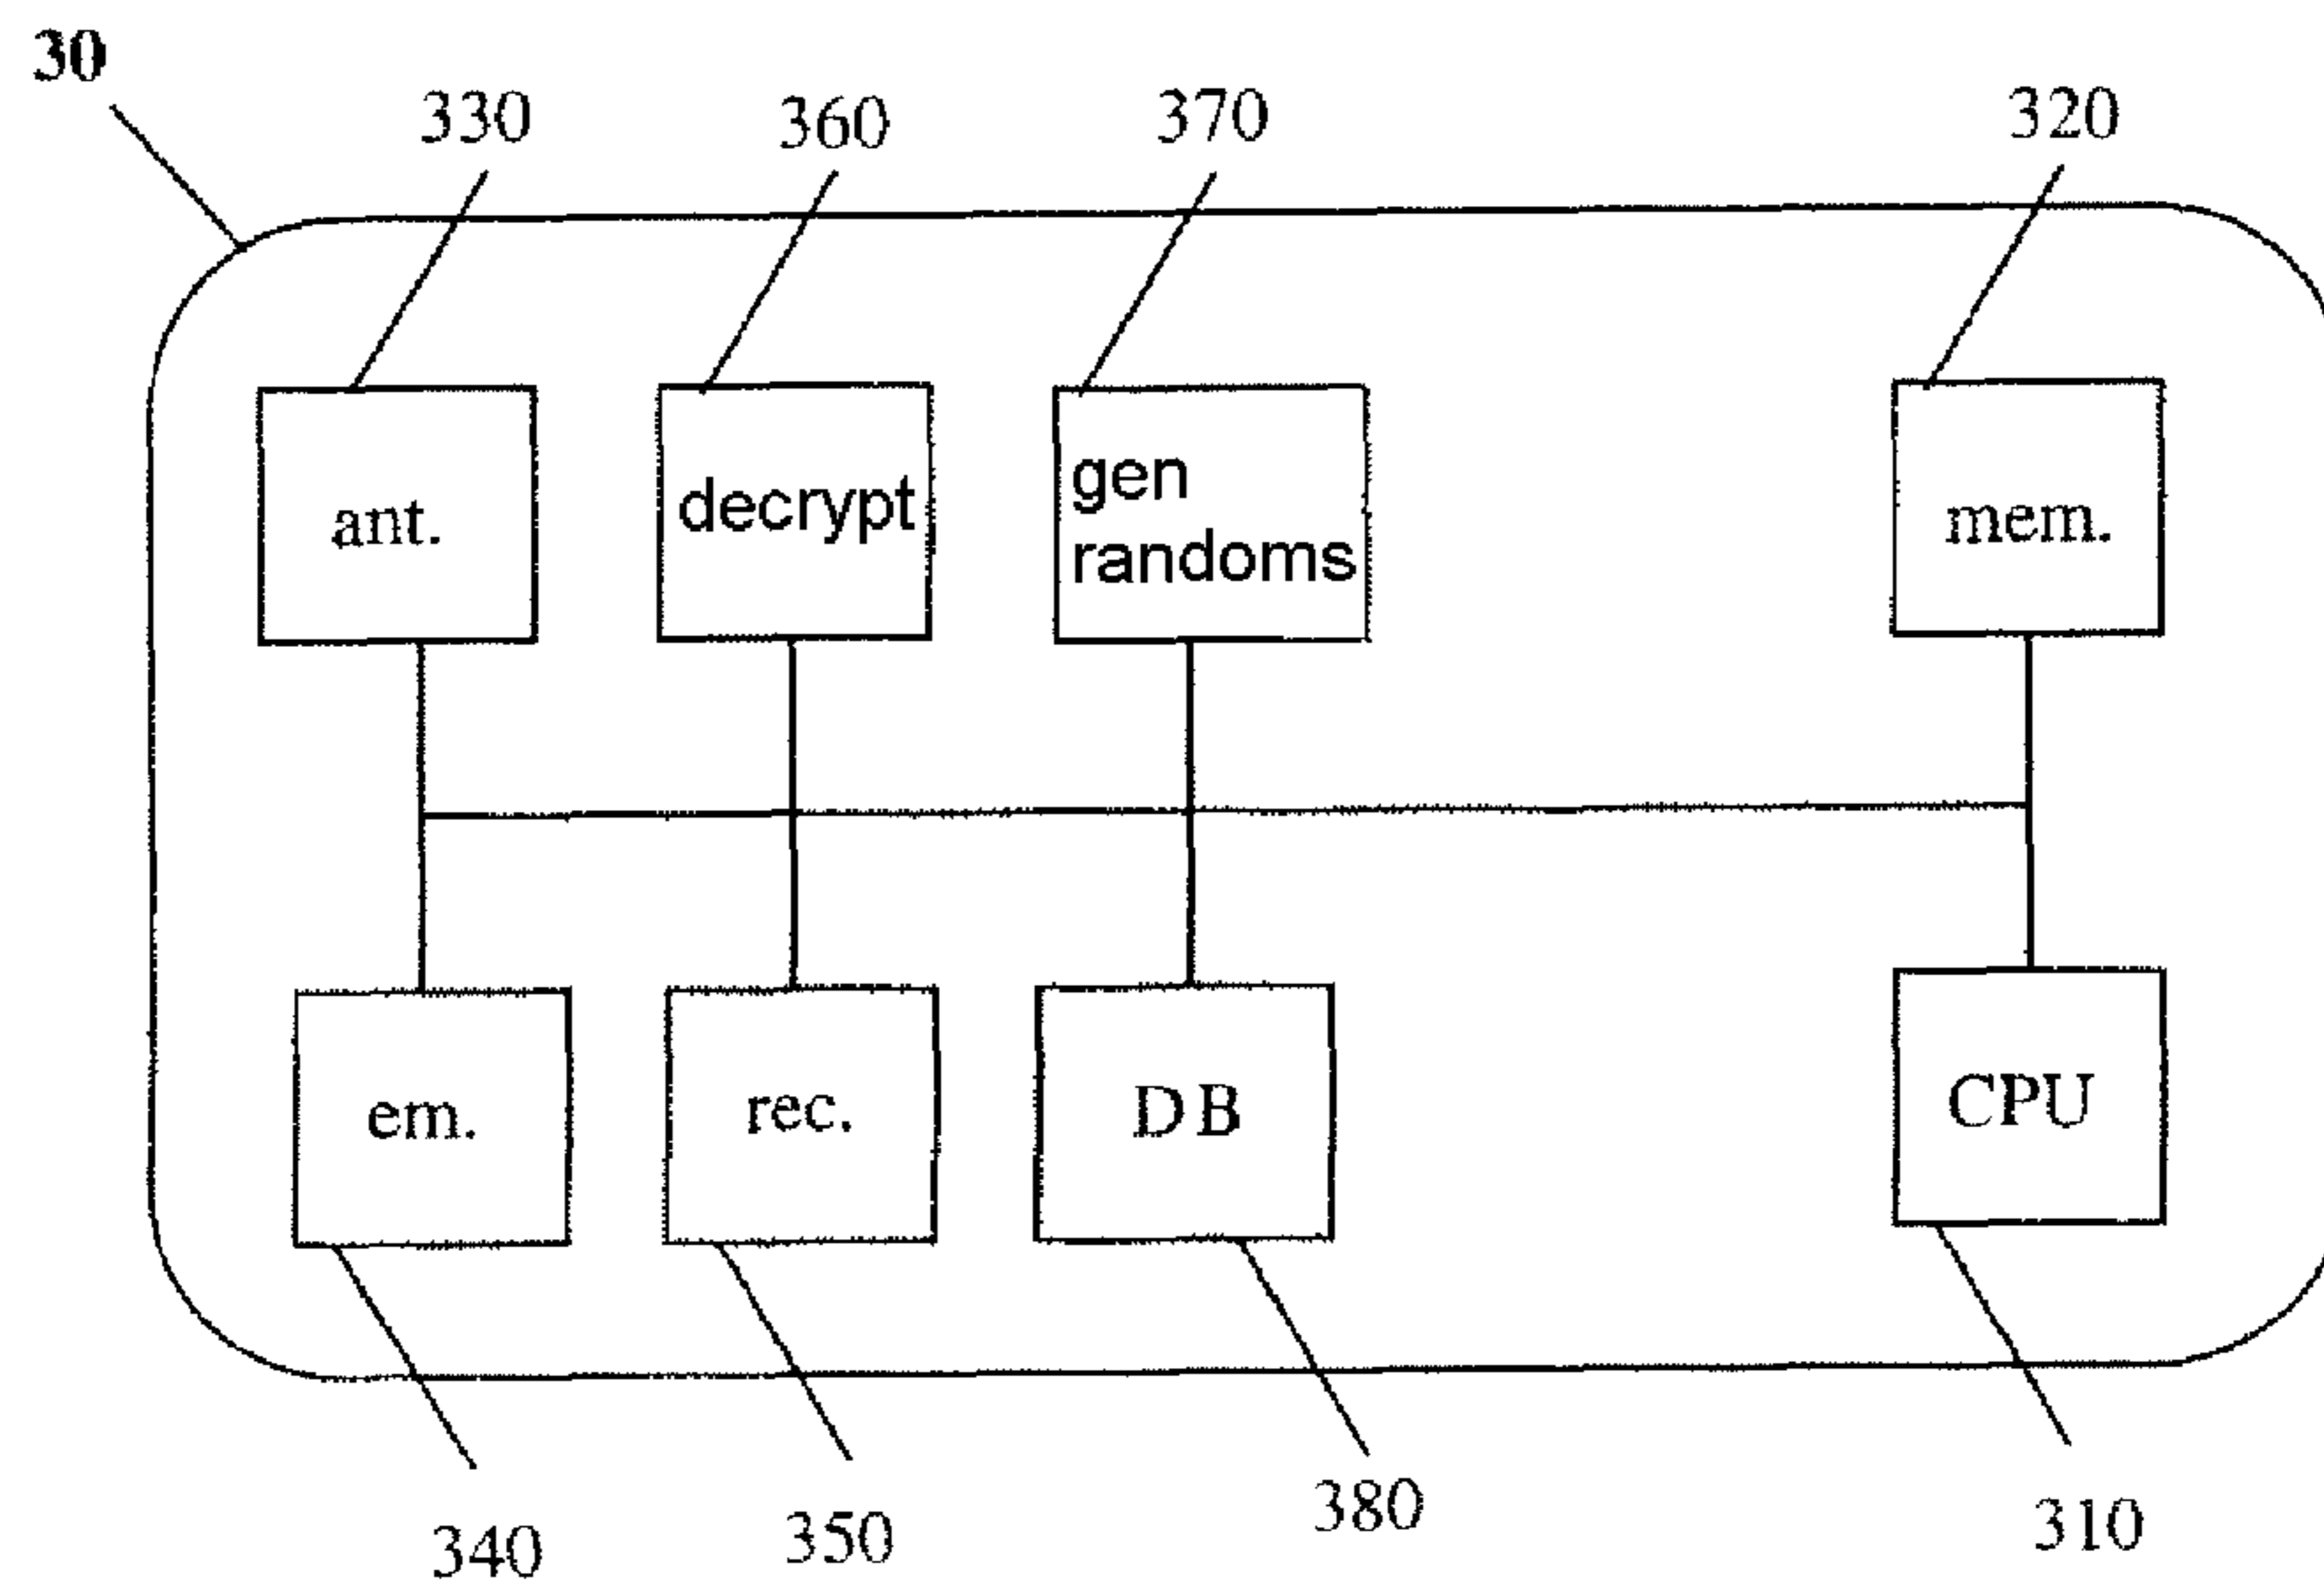 30
330
360
370
320
ant.
decrypt
gen
randoms
mem.
em.
rec.
DB
CPU
340
350
380
310